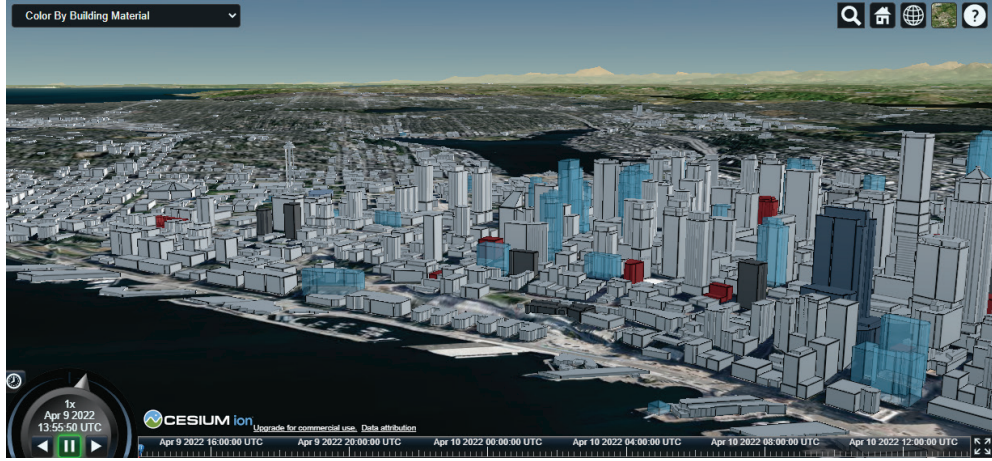 Color By Building Material
?
1x
Apr 9 2022
13:55:50 UTC
CESIUM ion
Upgrade for commercial use. Data attribution
Apr 9 2022 16:00:00 UTC
Apr 9 2022 20:00:00 UTC
Apr 10 2022 00:00:00 UTC
Apr 10 2022 04:00:00 UTC
Apr 10 2022 08:00:00 UTC
Apr 10 2022 12:00:00 UTC